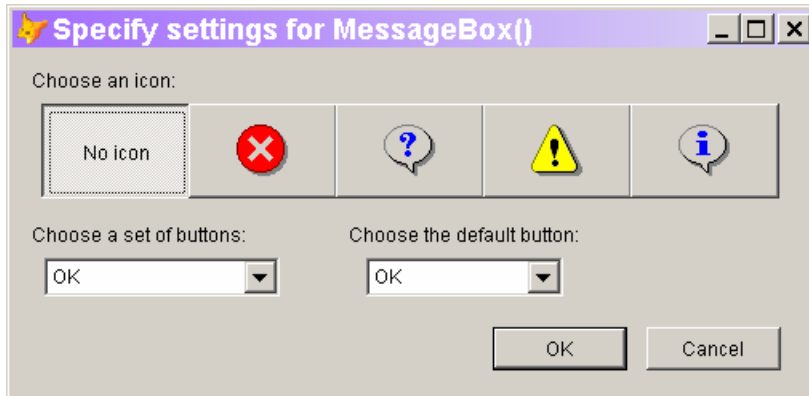 Specify settings for MessageBox()
Choose an icon:
No icon
Choose a set of buttons: Choose the default button:
OK OK
OK Cancel